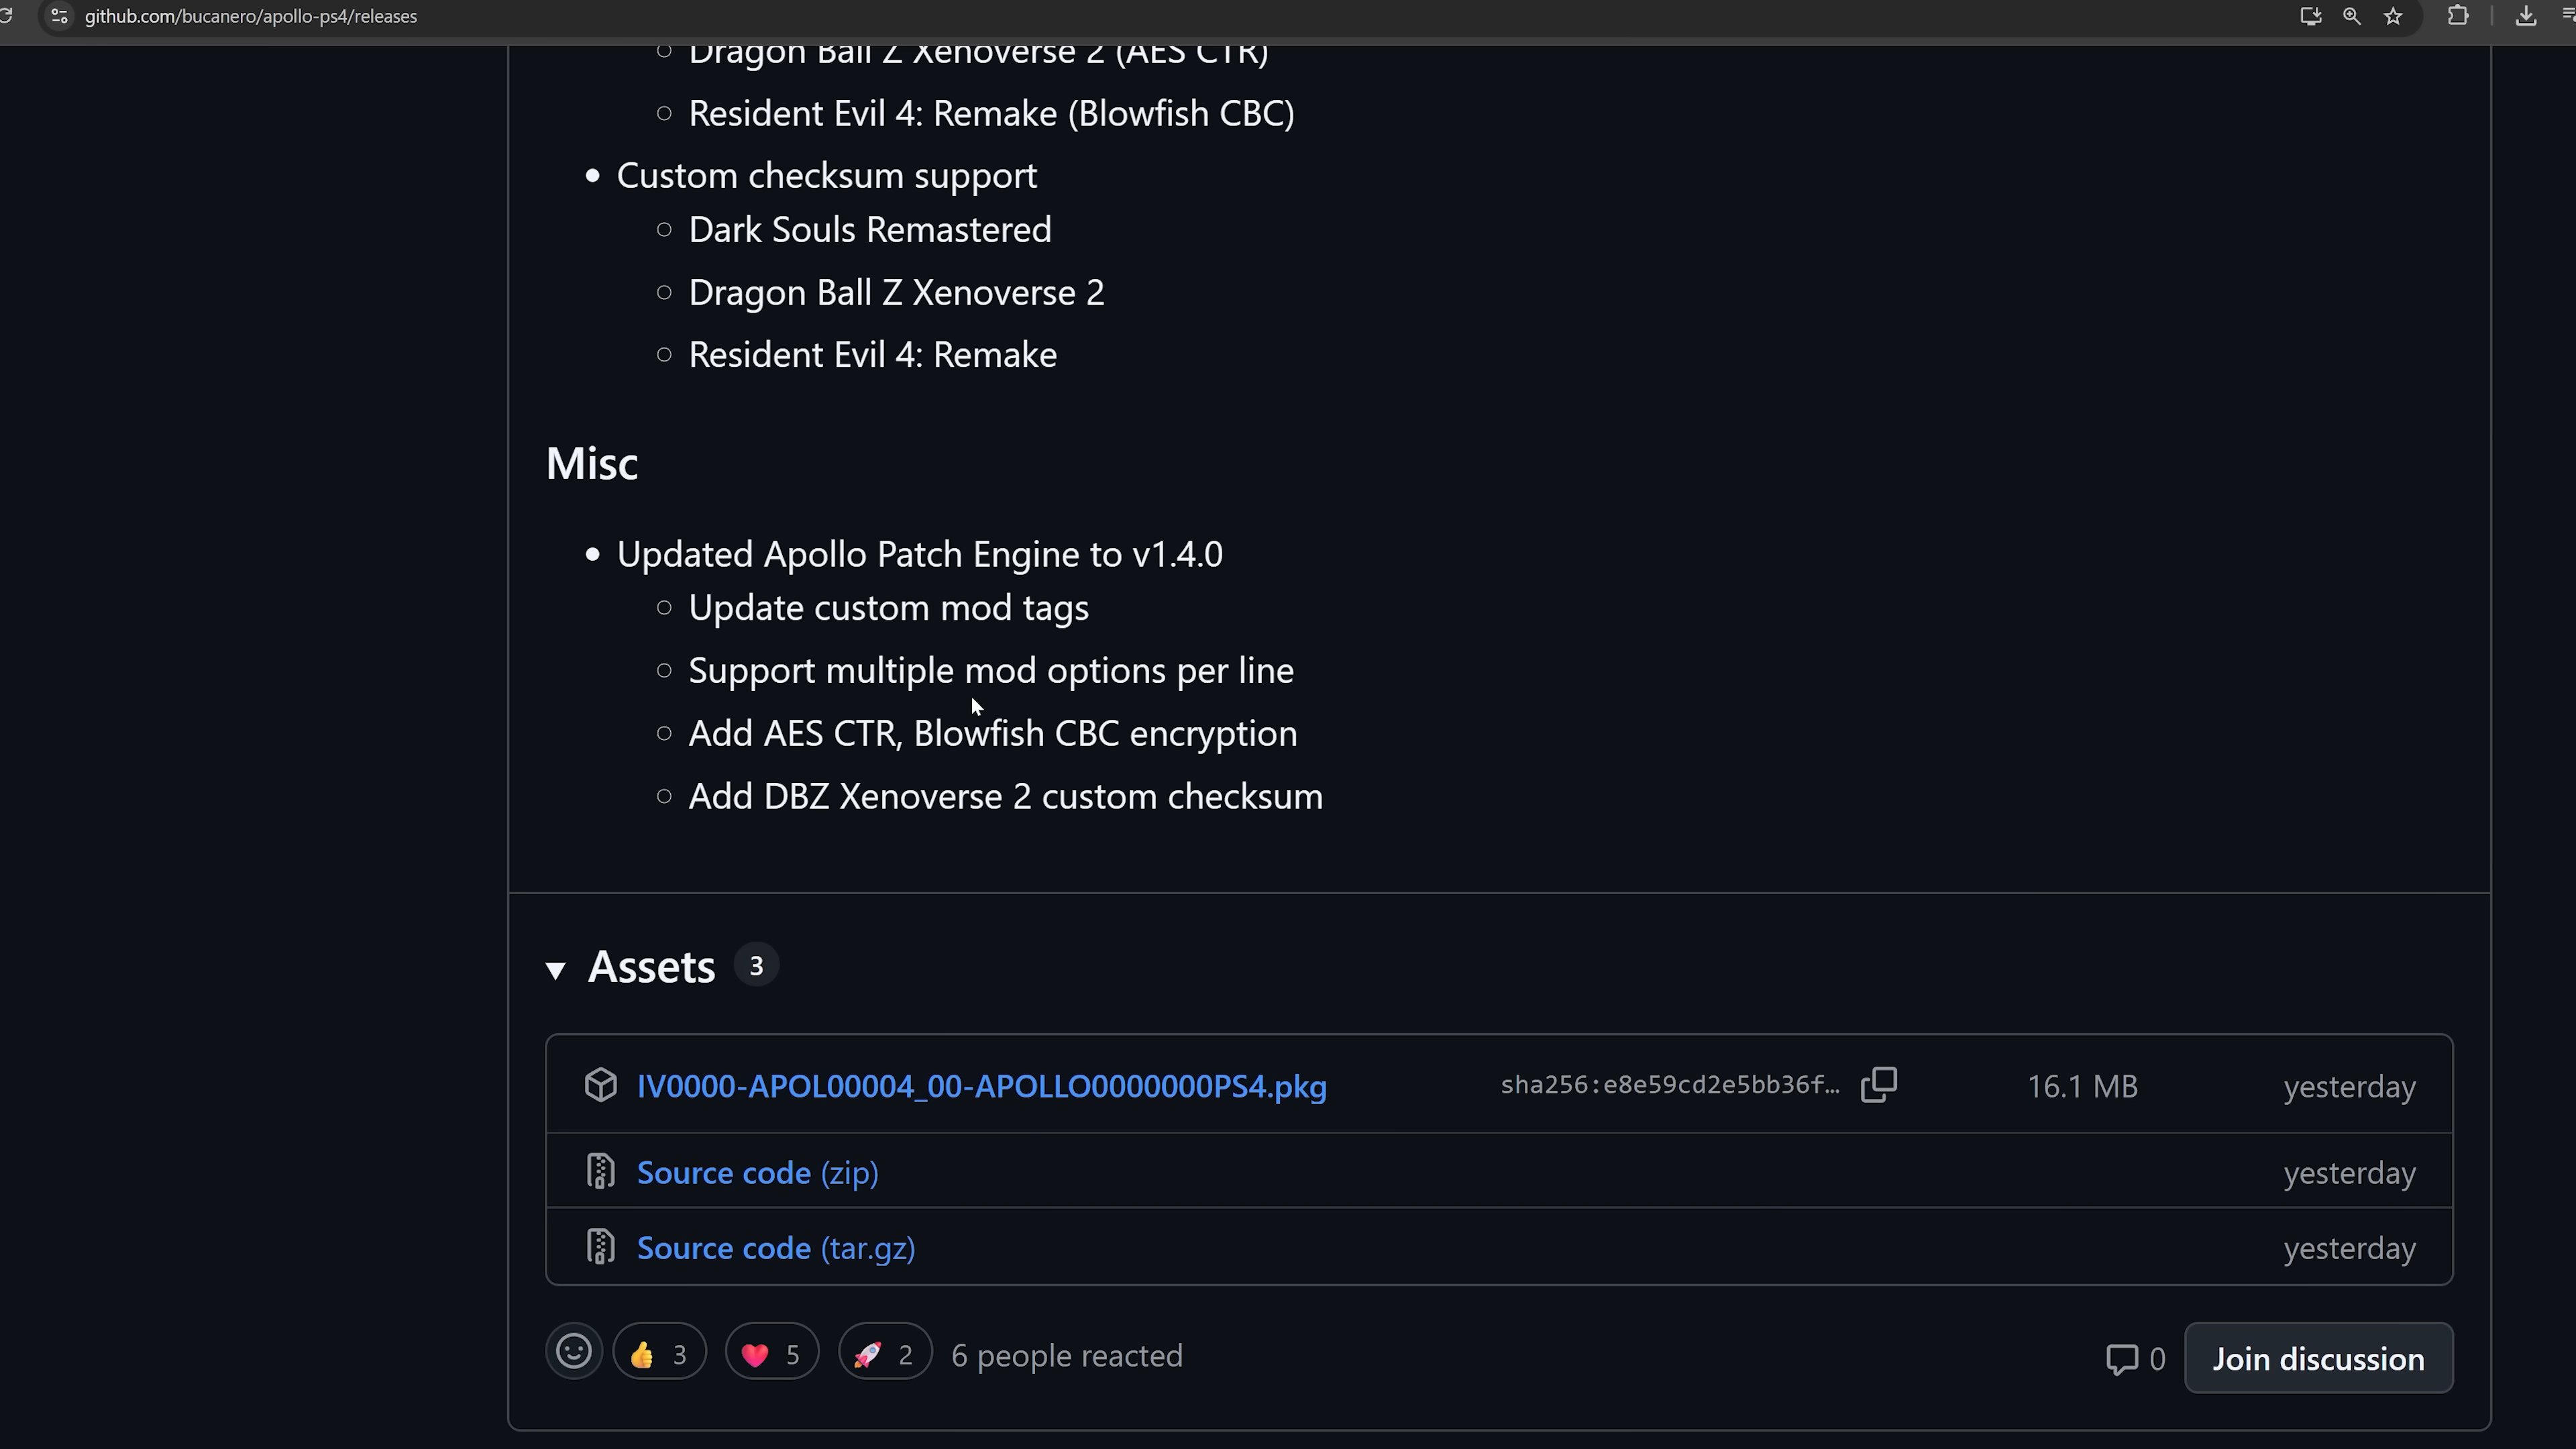 github.com/bucanero/apollo-ps4/releases
Dragon Ball Z Xenoverse 2 (AES CTR)
Resident Evil 4: Remake (Blowfish CBC)
Custom checksum support
Dark Souls Remastered
Dragon Ball Z Xenoverse 2
Resident Evil 4: Remake
Misc
Updated Apollo Patch Engine to v1.4.0
Update custom mod tags
Support multiple mod options per line
Add AES CTR, Blowfish CBC encryption
Add DBZ Xenoverse 2 custom checksum
Assets 3
IV0000-APOL00004_00-APOLLO0000000PS4.pkg sha256:e8e59cd2e5bb36f… 16.1 MB yesterday
Source code (zip) yesterday
Source code (tar.gz) yesterday
👍 3 ❤️ 5 🚀 2 6 people reacted 0 Join discussion